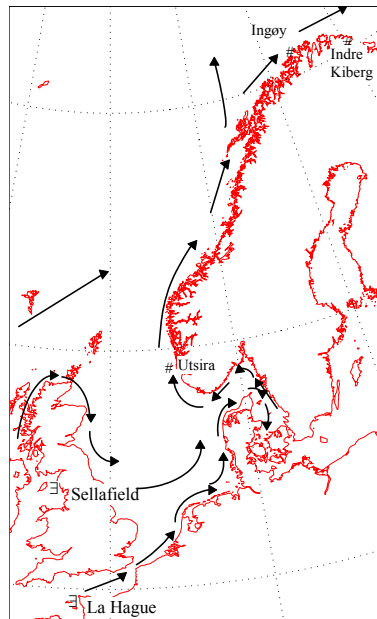 Ingøy
#
#
Indre
Kiberg
# Utsira
∃
Sellafield
∃
La Hague